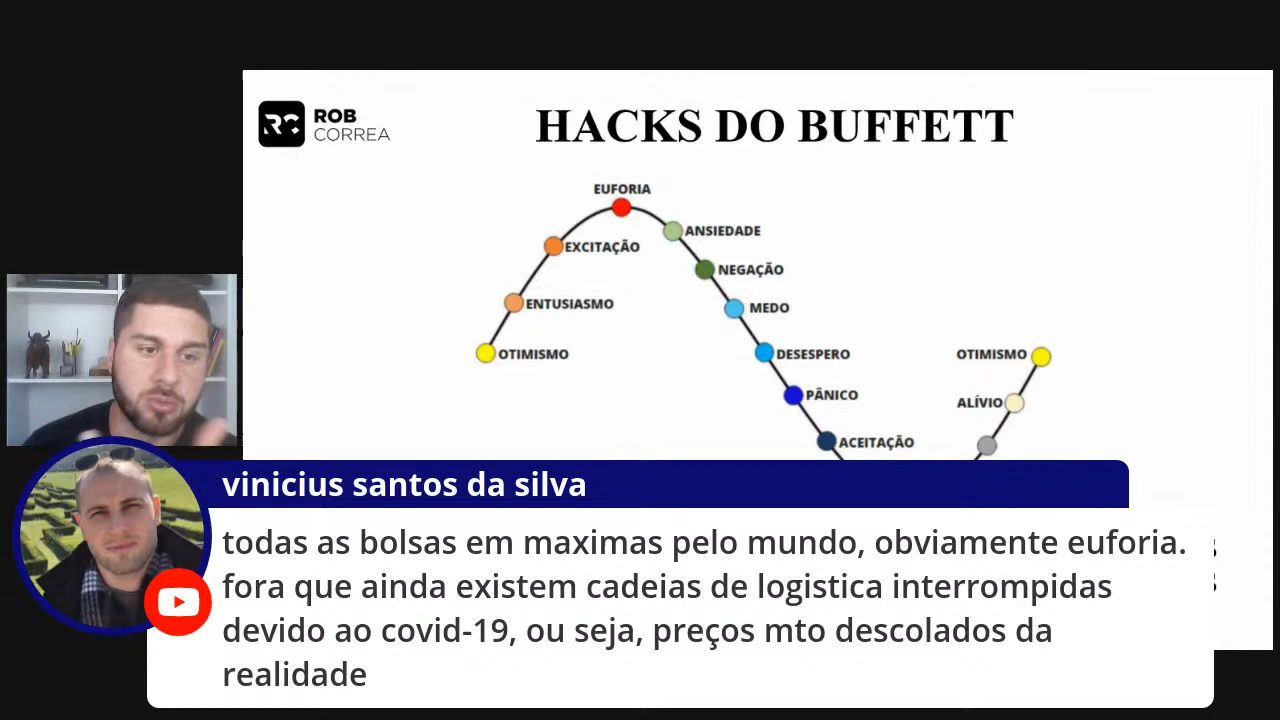 ROB
CORREA
HACKS DO BUFFETT
EUFORIA
ANSIEDADE
EXCITAÇÃO
NEGAÇÃO
ENTUSIASMO
MEDO
OTIMISMO
DESESPERO
OTIMISMO
PÂNICO
ALÍVIO
ACEITAÇÃO
vinicius santos da silva
todas as bolsas em maximas pelo mundo, obviamente euforia.
fora que ainda existem cadeias de logistica interrompidas
devido ao covid-19, ou seja, preços mto descolados da
realidade